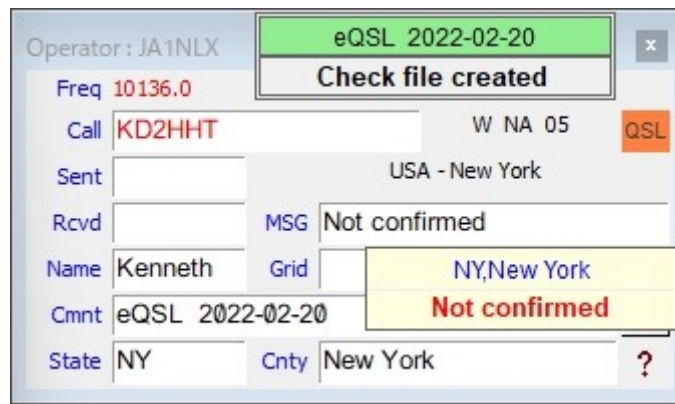 Operator : JA1NLX
eQSL 2022-02-20
x
Check file created
Freq 10136.0
Call KD2HHT W NA 05 QSL
Sent USA - New York
Rcvd MSG Not confirmed
Name Kenneth Grid NY,New York
Not confirmed
Cmnt eQSL 2022-02-20
State NY Cnty New York ?